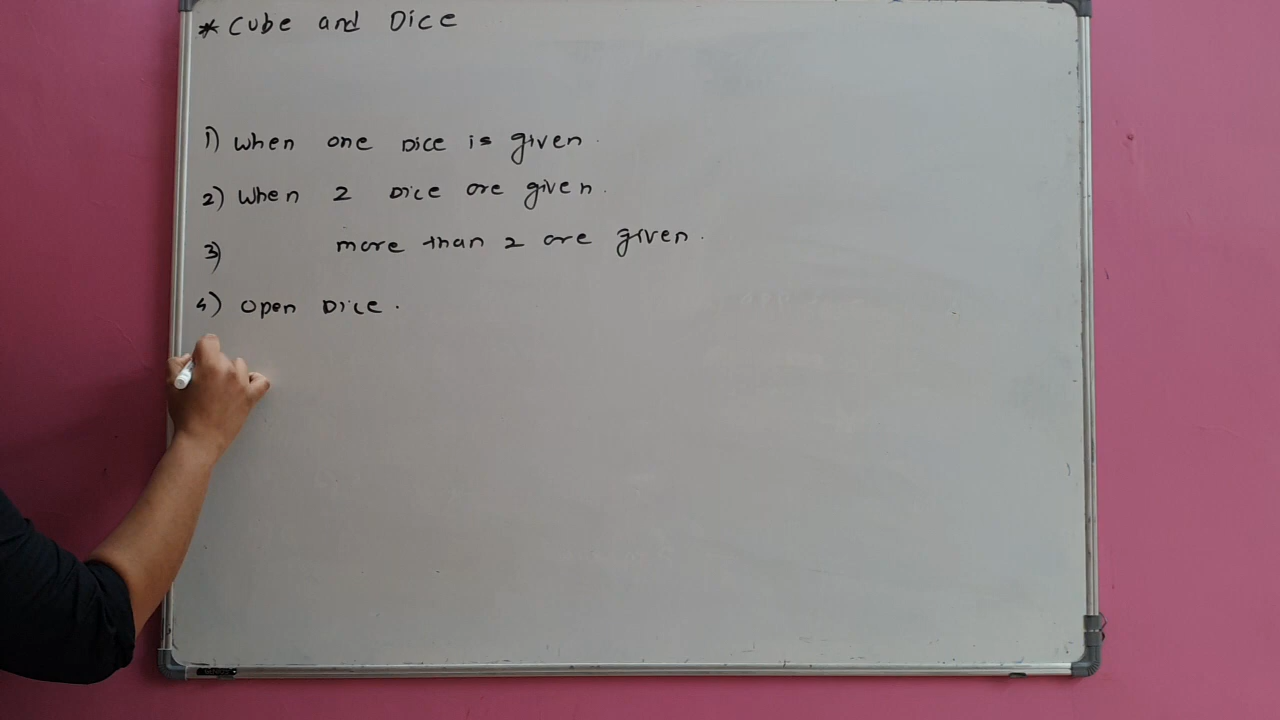 * Cube and Dice
1) When one Dice is given.
2) When 2 Dice are given.
3) more than 2 are given.
4) Open Dice.